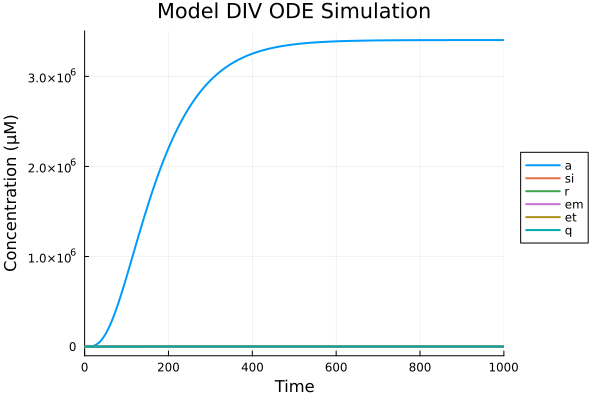 Model DIV ODE Simulation
Concentration (μM)
3.0×10⁶
2.0×10⁶
1.0×10⁶
0
0 200 400 600 800 1000
Time
a
si
r
em
et
q